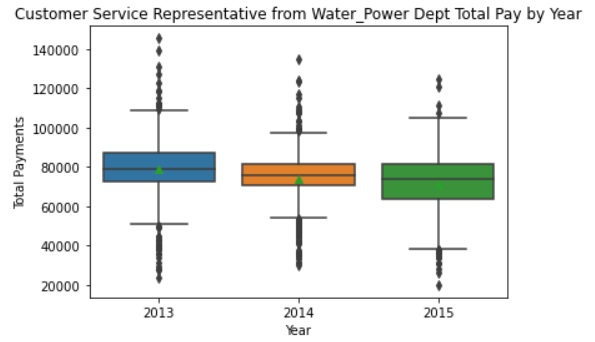 Customer Service Representative from Water_Power Dept Total Pay by Year
140000
120000
100000
80000
60000
40000
20000
Total Payments
2013 2014 2015
Year